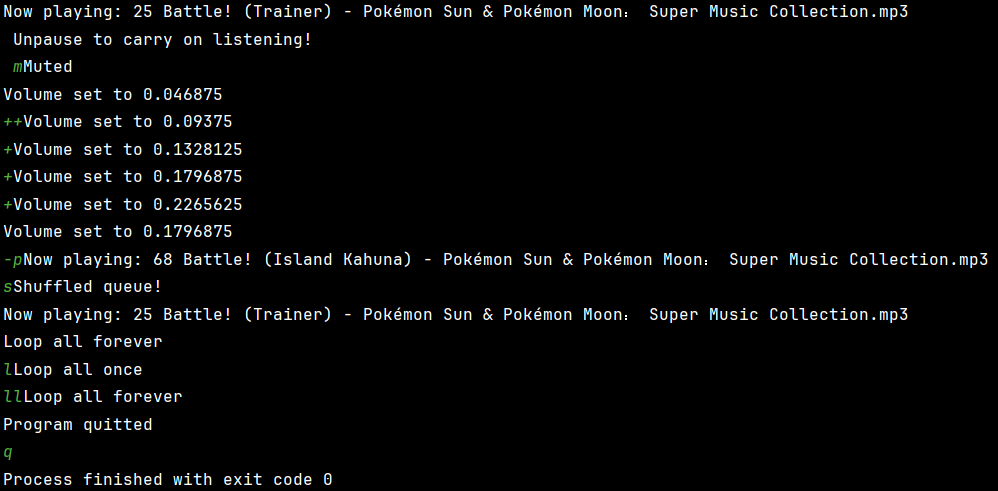 Now playing: 25 Battle! (Trainer) - Pokémon Sun & Pokémon Moon： Super Music Collection.mp3
Unpause to carry on listening!
mMuted
Volume set to 0.046875
++Volume set to 0.09375
+Volume set to 0.1328125
+Volume set to 0.1796875
+Volume set to 0.2265625
Volume set to 0.1796875
-pNow playing: 68 Battle! (Island Kahuna) - Pokémon Sun & Pokémon Moon： Super Music Collection.mp3
sShuffled queue!
Now playing: 25 Battle! (Trainer) - Pokémon Sun & Pokémon Moon： Super Music Collection.mp3
Loop all forever
lLoop all once
llLoop all forever
Program quitted
q
Process finished with exit code 0